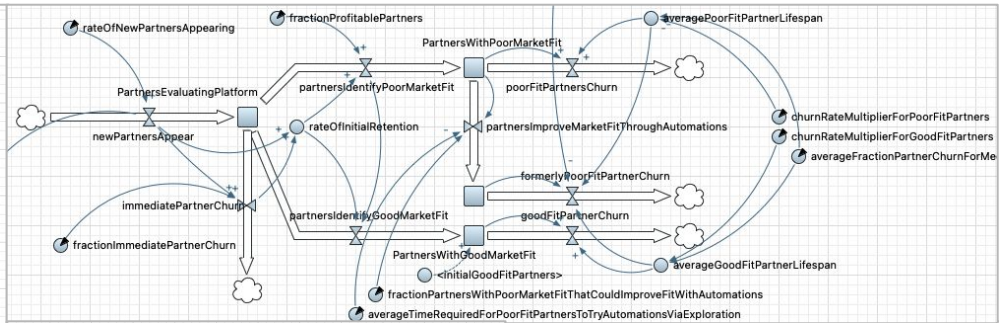 fractionProfitablePartners
averagePoorFitPartnerLifespan
rateOfNewPartnersAppearing
PartnersWithPoorMarketFit
PartnersEvaluatingPlatform
partnersIdentifyPoorMarketFit
poorFitPartnersChurn
churnRateMultiplierForPoorFitPartners
newPartnersAppear
rateOfInitialRetention
partnersImproveMarketFitThroughAutomations
churnRateMultiplierForGoodFitPartners
averageFractionPartnerChurnForMe
formerlyPoorFitPartnerChurn
immediatePartnerChurn
partnersIdentifyGoodMarketFit
goodFitPartnerChurn
fractionImmediatePartnerChurn
PartnersWithGoodMarketFit
averageGoodFitPartnerLifespan
<InitialGoodFitPartners>
fractionPartnersWithPoorMarketFitThatCouldImproveFitWithAutomations
averageTimeRequiredForPoorFitPartnersToTryAutomationsViaExploration